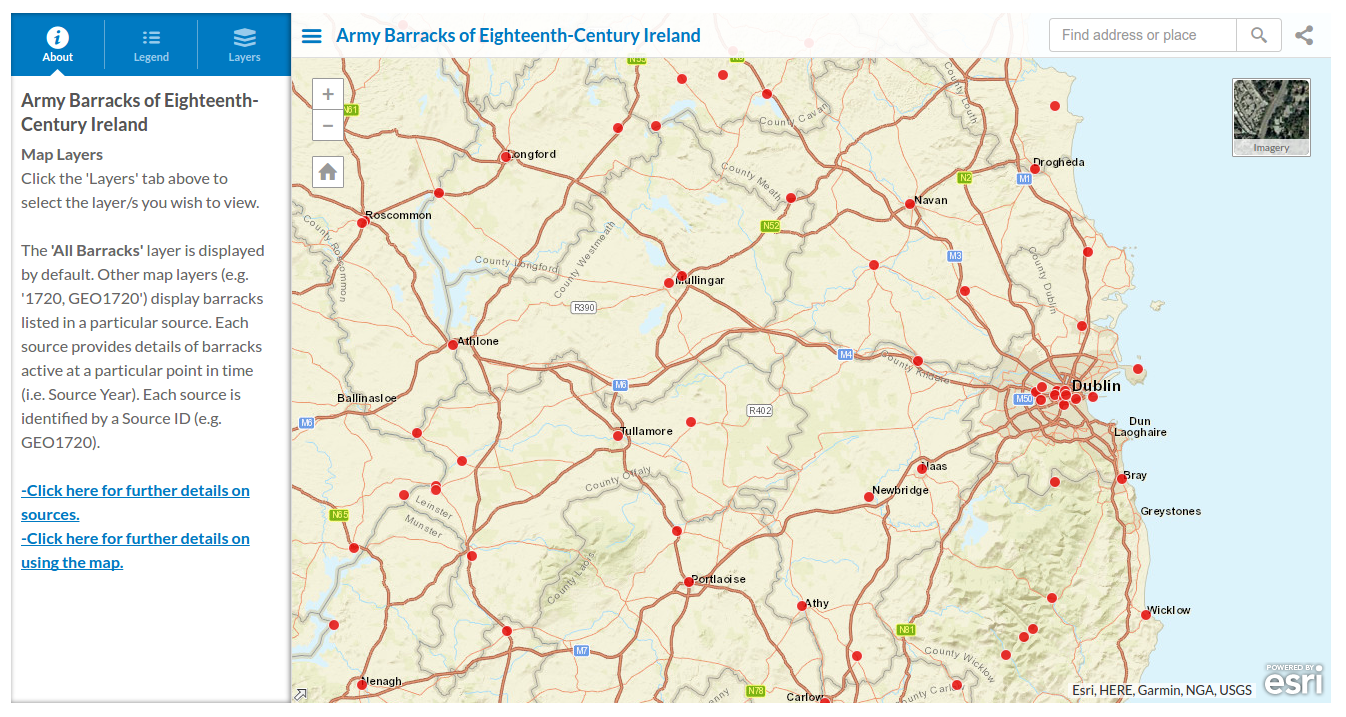 About
Legend
Layers
Army Barracks of Eighteenth-Century Ireland
Find address or place
Army Barracks of Eighteenth-
Century Ireland
Map Layers
Click the 'Layers' tab above to
select the layer/s you wish to view.
The 'All Barracks' layer is displayed
by default. Other map layers (e.g.
'1720, GEO1720') display barracks
listed in a particular source. Each
source provides details of barracks
active at a particular point in time
(i.e. Source Year). Each source is
identified by a Source ID (e.g.
GEO1720).
-Click here for further details on
sources.
-Click here for further details on
using the map.
+
−
Imagery
N55
N61
County Cavan
County Louth
Longford
Drogheda
N2
M1
County Meath
Roscommon
Navan
N52
County Roscommon
County Westmeath
County Longford
M3
County Dublin
Mullingar
R390
Athlone
M4
County Kildare
M6
Dublin
M50
Ballinasloe
R402
M6
Tullamore
Dun
Laoghaire
Naas
Bray
County Offaly
Newbridge
Leinster
Munster
N65
Greystones
County Laois
Portlaoise
Athy
Wicklow
N81
M7
County Wicklow
Nenagh
N78
Carlow
County Carl
Esri, HERE, Garmin, NGA, USGS
POWERED BY
esri